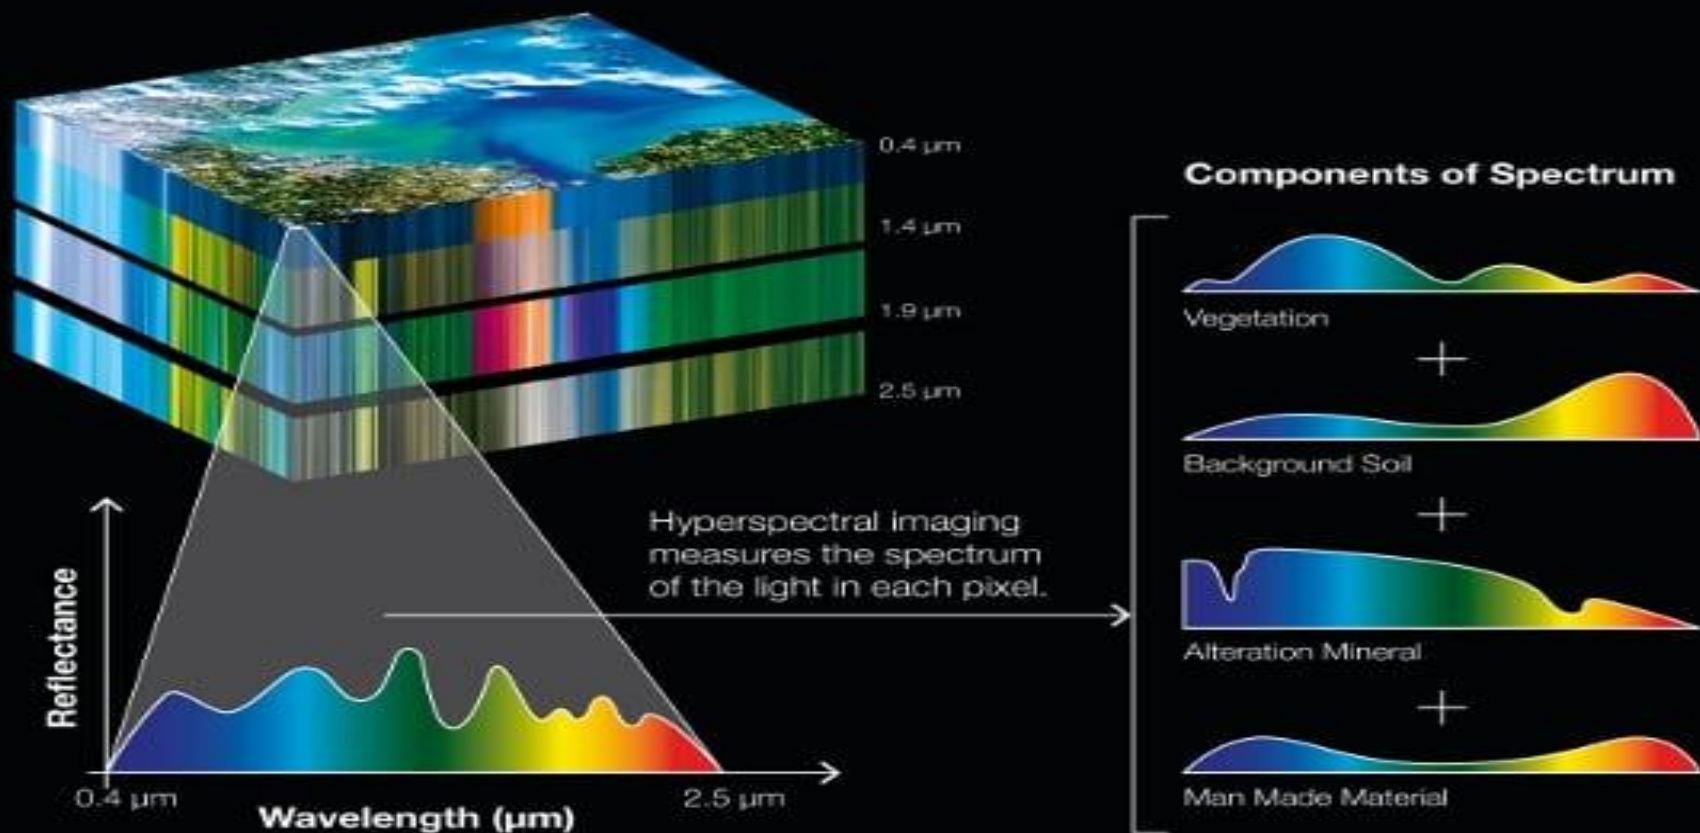 0.4 µm
1.4 µm
1.9 µm
2.5 µm
Hyperspectral imaging
measures the spectrum
of the light in each pixel.
Reflectance
0.4 µm
2.5 µm
Wavelength (µm)
Components of Spectrum
Vegetation
+
Background Soil
+
Alteration Mineral
+
Man Made Material